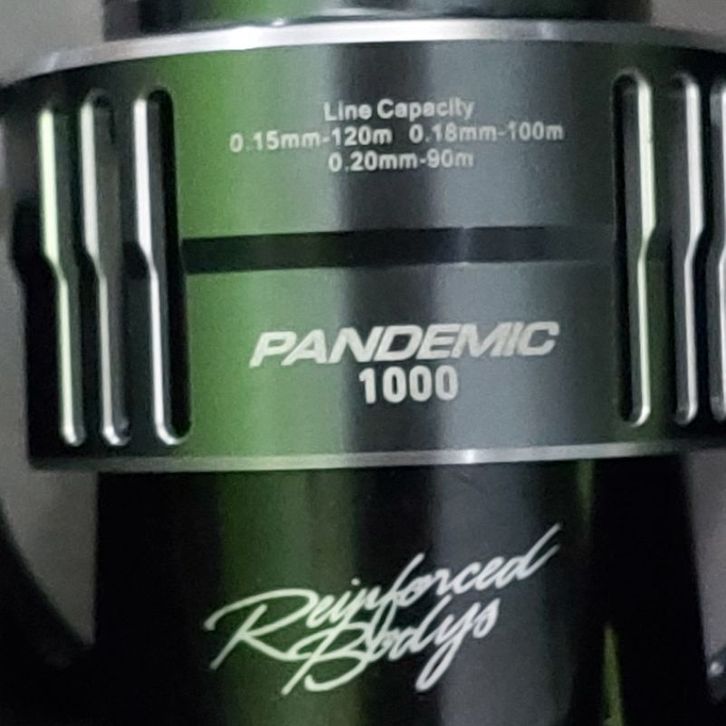 Line Capacity
0.15mm-120m 0.18mm-100m
0.20mm-90m
PANDEMIC
1000
Reinforced
Bodys